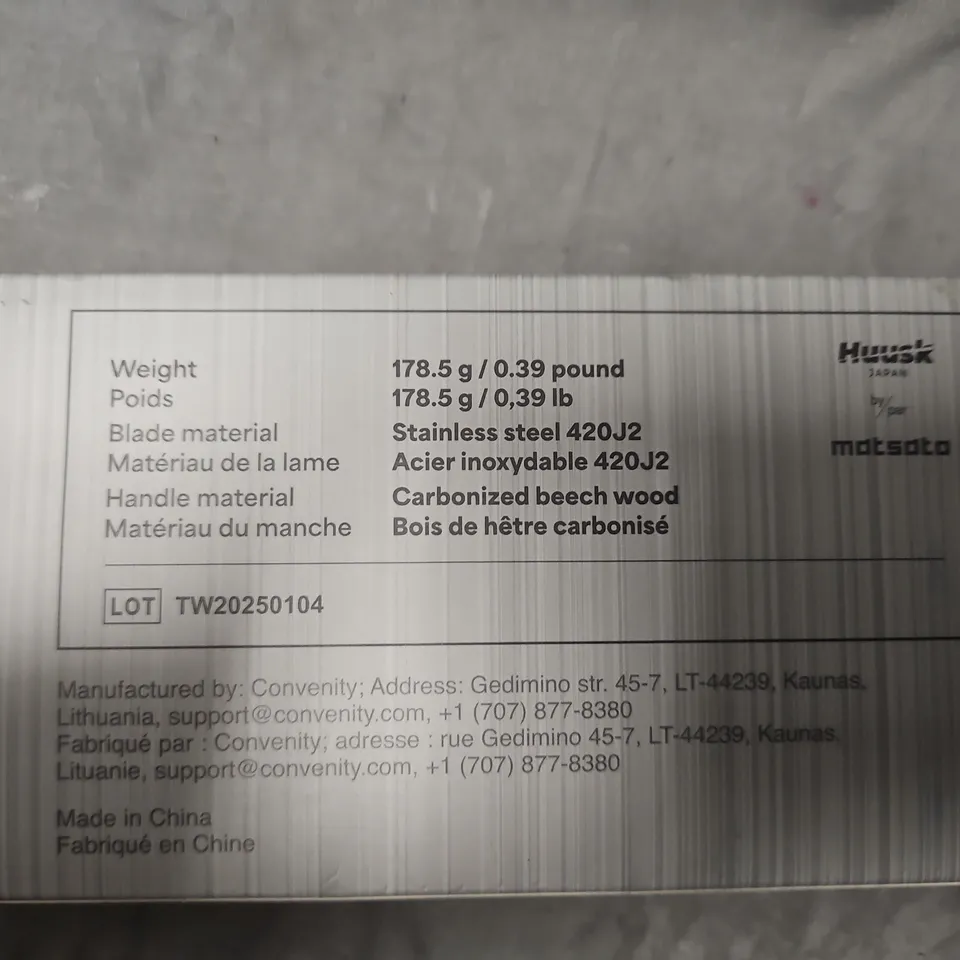 Weight 178.5 g / 0.39 pound
Poids 178.5 g / 0,39 lb
Blade material Stainless steel 420J2
Matériau de la lame Acier inoxydable 420J2
Handle material Carbonized beech wood
Matériau du manche Bois de hêtre carbonisé
Huusk
JAPAN
by/par
matsato
LOT TW20250104
Manufactured by: Convenity; Address: Gedimino str. 45-7, LT-44239, Kaunas.
Lithuania, support@convenity.com, +1 (707) 877-8380
Fabriqué par : Convenity; adresse : rue Gedimino 45-7, LT-44239, Kaunas.
Lituanie, support@convenity.com, +1 (707) 877-8380
Made in China
Fabriqué en Chine